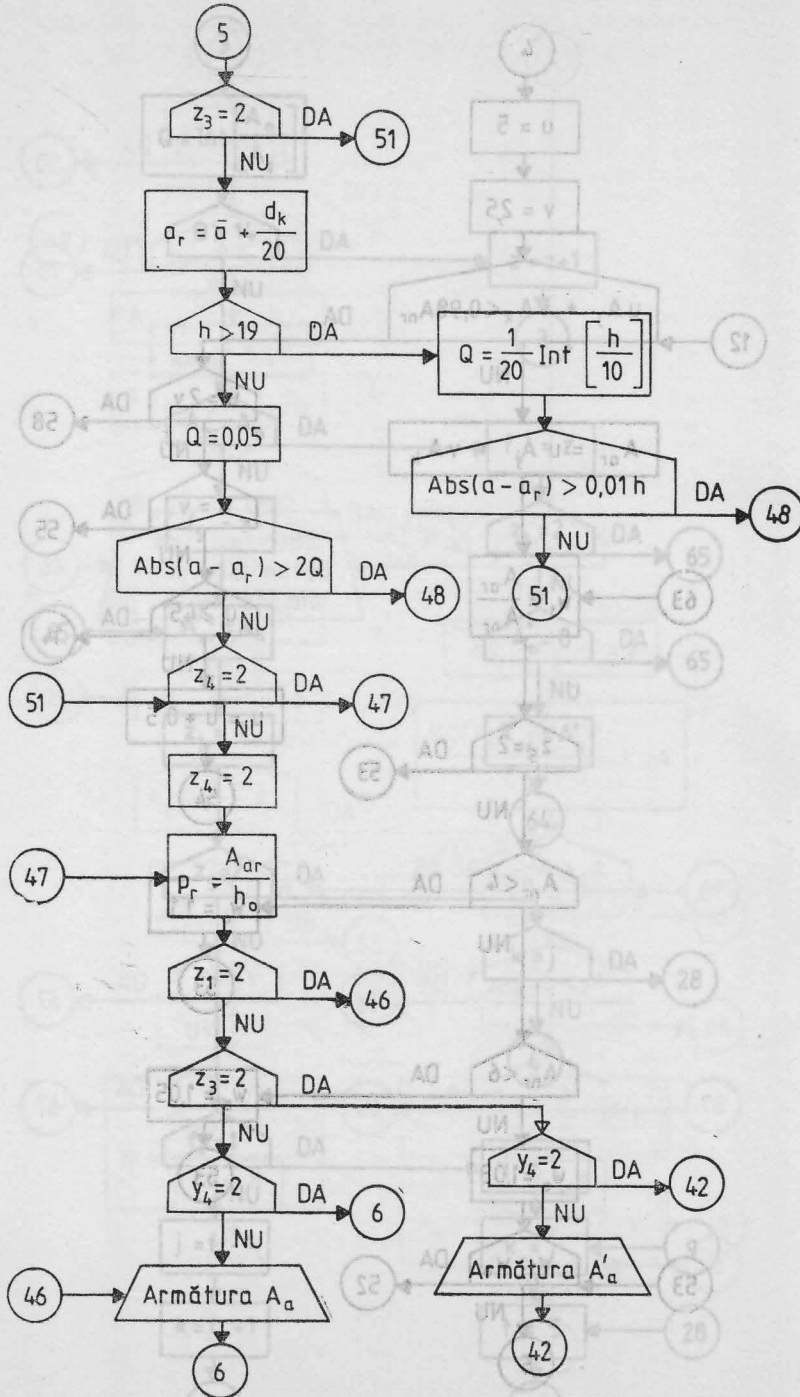 5
z₃ = 2
DA
51
NU
aᵣ = ā + dₖ/20
h > 19
DA
Q = 1/20 Int [h/10]
NU
Q = 0,05
Abs(a - aᵣ) > 0,01 h
DA
48
NU
51
Abs(a - aᵣ) > 2Q
DA
48
NU
51
z₄ = 2
DA
47
NU
z₄ = 2
47
pᵣ = Aₐᵣ/h₀
z₁ = 2
DA
46
NU
z₃ = 2
DA
NU
y₄ = 2
DA
42
NU
y₄ = 2
DA
6
NU
46
Armătura Aₐ
Armătura A'ₐ
6
42